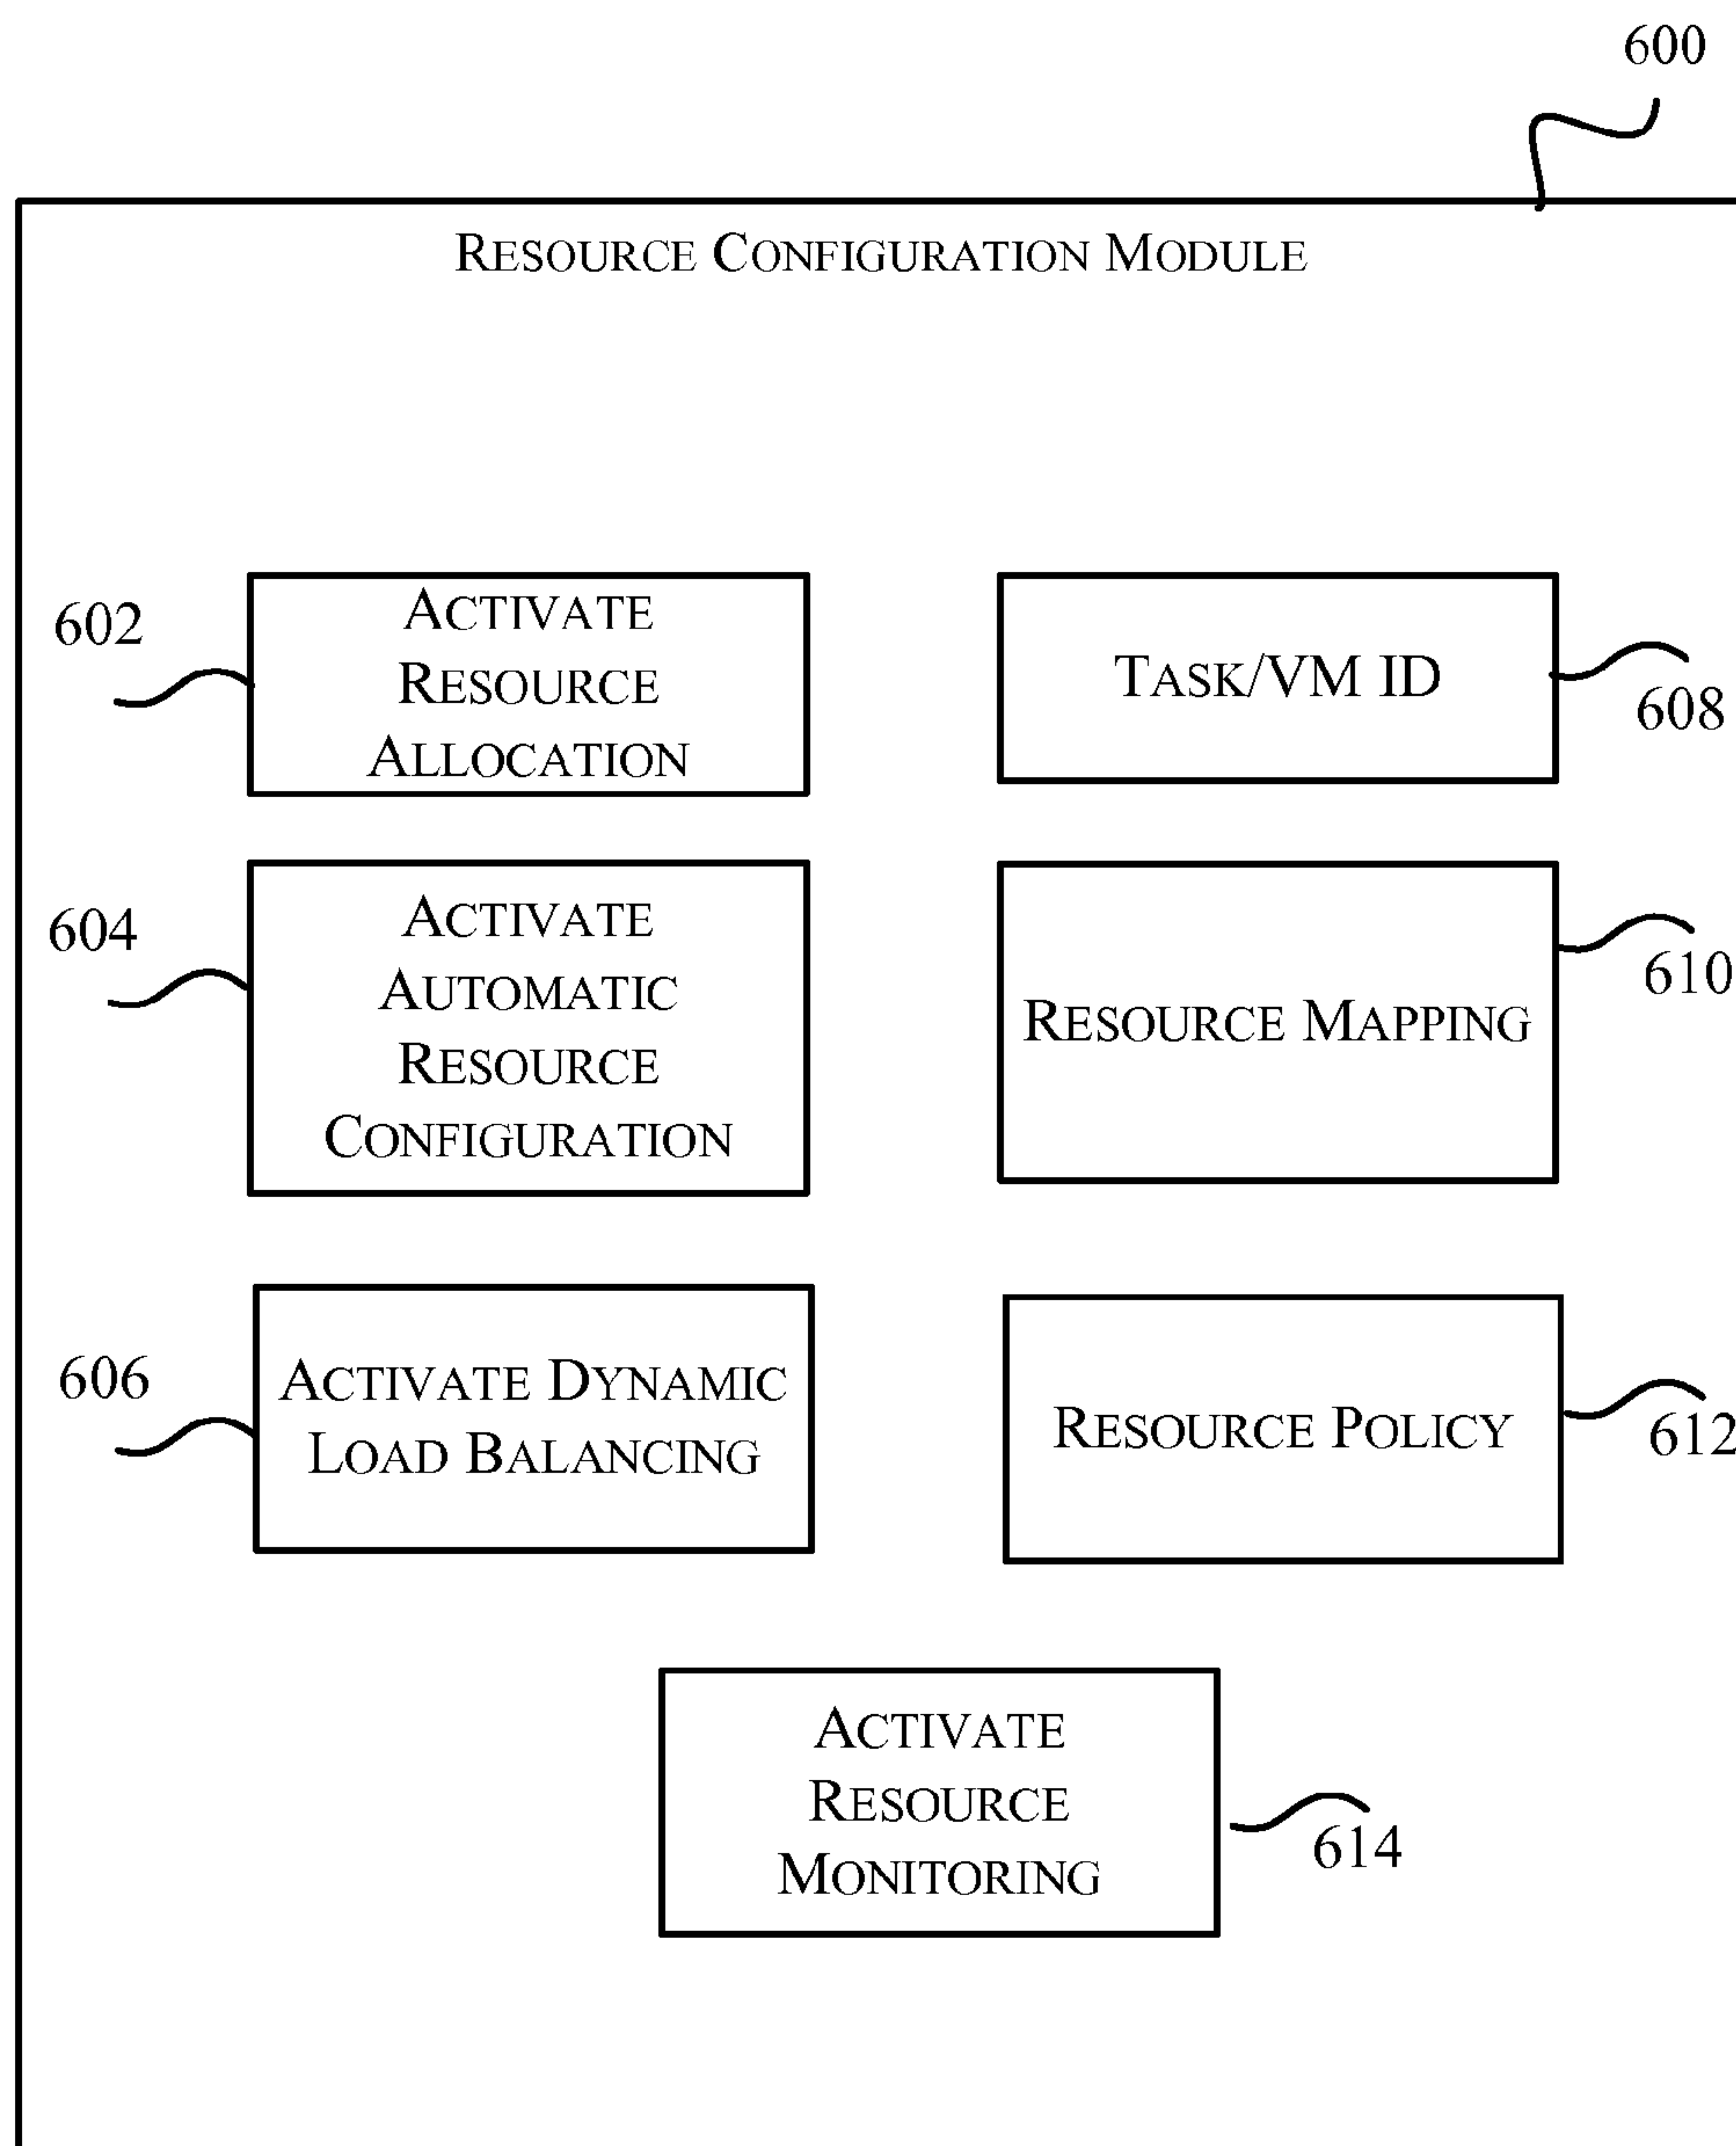 600
RESOURCE CONFIGURATION MODULE
602
ACTIVATE
RESOURCE
ALLOCATION
TASK/VM ID
608
604
ACTIVATE
AUTOMATIC
RESOURCE
CONFIGURATION
RESOURCE MAPPING
610
606
ACTIVATE DYNAMIC
LOAD BALANCING
RESOURCE POLICY
612
ACTIVATE
RESOURCE
MONITORING
614